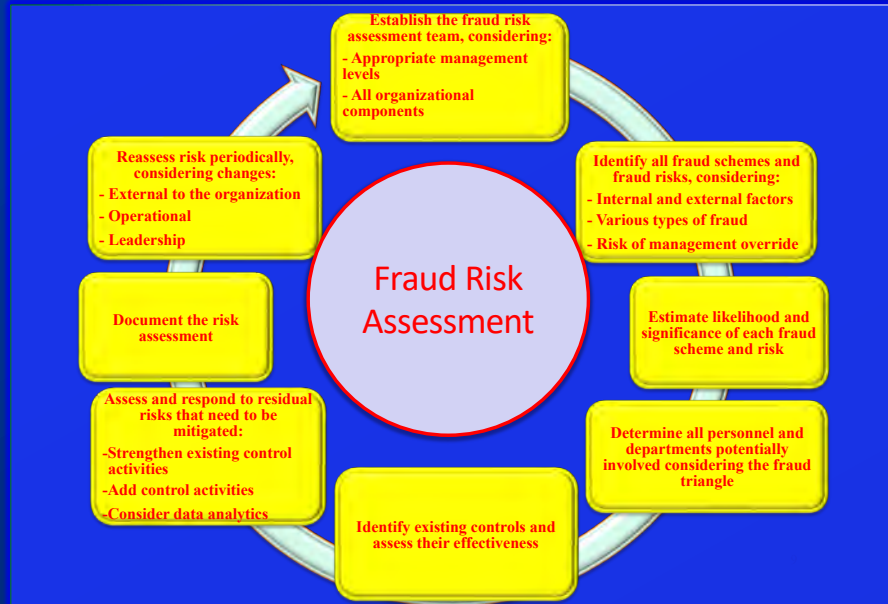 Establish the fraud risk
assessment team, considering:
- Appropriate management
levels
- All organizational
components
Identify all fraud schemes and
fraud risks, considering:
- Internal and external factors
- Various types of fraud
- Risk of management override
Estimate likelihood and
significance of each fraud
scheme and risk
Determine all personnel and
departments potentially
involved considering the fraud
triangle
Identify existing controls and
assess their effectiveness
Assess and respond to residual
risks that need to be
mitigated:
-Strengthen existing control
activities
-Add control activities
-Consider data analytics
Document the risk
assessment
Reassess risk periodically,
considering changes:
- External to the organization
- Operational
- Leadership
Fraud Risk
Assessment